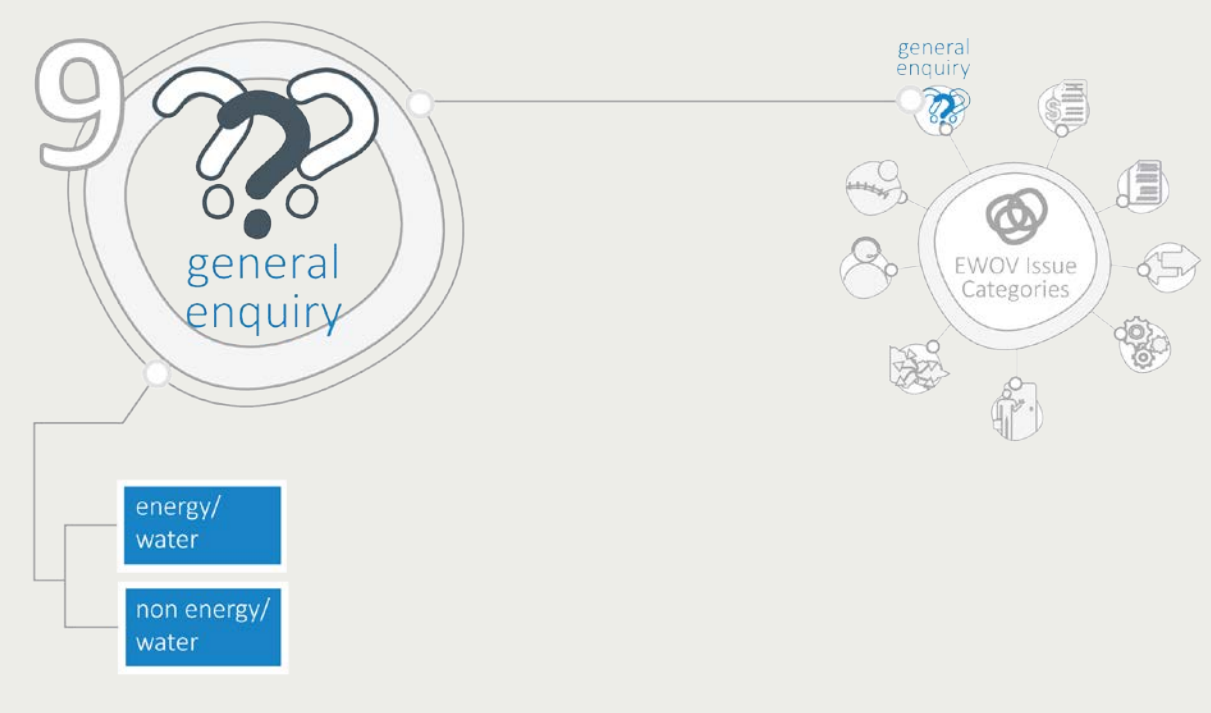 9
general
enquiry
general
enquiry
EWOV Issue
Categories
energy/
water
non energy/
water